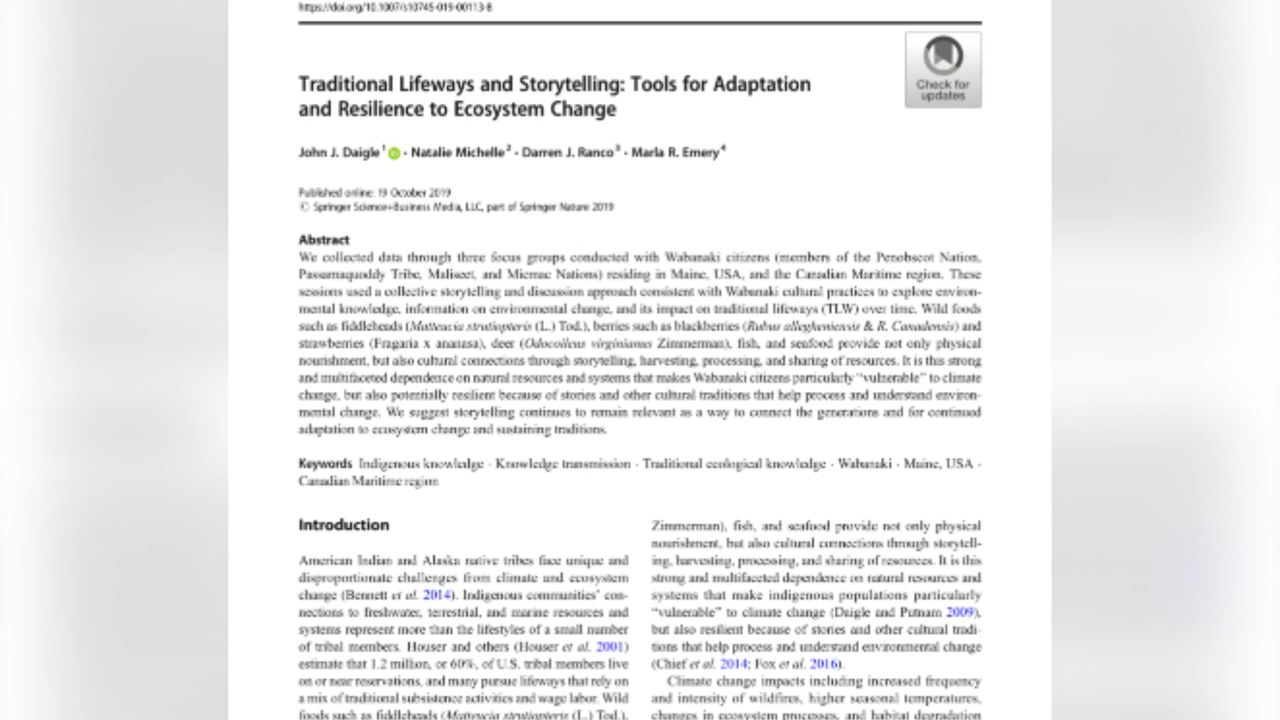 https://doi.org/10.1007/s10745-019-00113-8
Check for
updates
Traditional Lifeways and Storytelling: Tools for Adaptation
and Resilience to Ecosystem Change
John J. Daigle1 · Natalie Michelle2 · Darren J. Ranco3 · Marla R. Emery4
Published online: 19 October 2019
© Springer Science+Business Media, LLC, part of Springer Nature 2019
Abstract
We collected data through three focus groups conducted with Wabanaki citizens (members of the Penobscot Nation,
Passamaquoddy Tribe, Maliseet, and Micmac Nations) residing in Maine, USA, and the Canadian Maritime region. These
sessions used a collective storytelling and discussion approach consistent with Wabanaki cultural practices to explore environ-
mental knowledge, information on environmental change, and its impact on traditional lifeways (TLW) over time. Wild foods
such as fiddleheads (Matteucia strutiopteris (L.) Tod.), berries such as blackberries (Rubus allegheniensis & R. Canadensis) and
strawberries (Fragaria x ananasa), deer (Odocoileus virginianus Zimmerman), fish, and seafood provide not only physical
nourishment, but also cultural connections through storytelling, harvesting, processing, and sharing of resources. It is this strong
and multifaceted dependence on natural resources and systems that makes Wabanaki citizens particularly "vulnerable" to climate
change, but also potentially resilient because of stories and other cultural traditions that help process and understand environ-
mental change. We suggest storytelling continues to remain relevant as a way to connect the generations and for continued
adaptation to ecosystem change and sustaining traditions.
Keywords Indigenous knowledge · Knowledge transmission · Traditional ecological knowledge · Wabanaki · Maine, USA ·
Canadian Maritime region
Introduction
American Indian and Alaska native tribes face unique and
disproportionate challenges from climate and ecosystem
change (Bennett et al. 2014). Indigenous communities' con-
nections to freshwater, terrestrial, and marine resources and
systems represent more than the lifestyles of a small number
of tribal members. Houser and others (Houser et al. 2001)
estimate that 1.2 million, or 60%, of U.S. tribal members live
on or near reservations, and many pursue lifeways that rely on
a mix of traditional subsistence activities and wage labor. Wild
foods such as fiddleheads (Matteucia strutiopteris (L.) Tod.),
Zimmerman), fish, and seafood provide not only physical
nourishment, but also cultural connections through storytell-
ing, harvesting, processing, and sharing of resources. It is this
strong and multifaceted dependence on natural resources and
systems that make indigenous populations particularly
"vulnerable" to climate change (Daigle and Putnam 2009),
but also resilient because of stories and other cultural tradi-
tions that help process and understand environmental change
(Chief et al. 2014; Fox et al. 2016).
Climate change impacts including increased frequency
and intensity of wildfires, higher seasonal temperatures,
changes in ecosystem processes, and habitat degradation